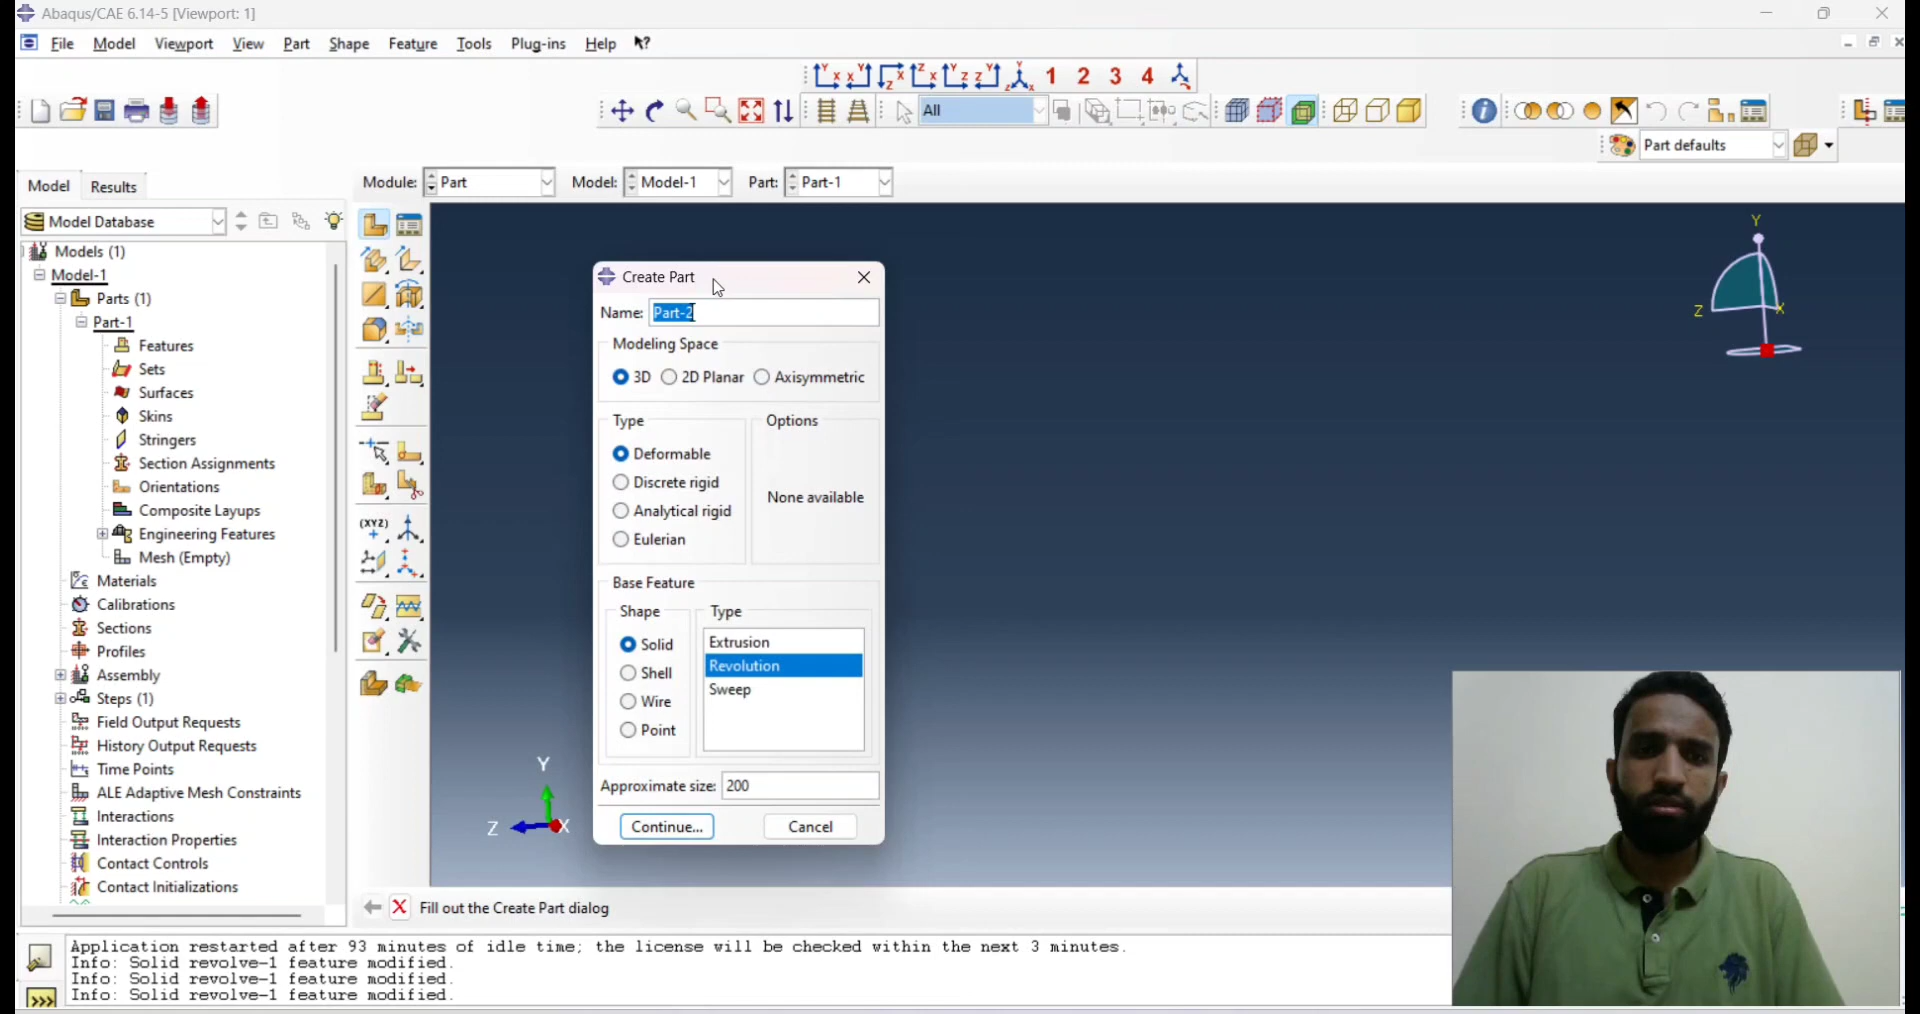 Abaqus/CAE 6.14-5 [Viewport: 1]
File Model Viewport View Part Shape Feature Tools Plug-ins Help
1 2 3 4
All
Part defaults
Model Results
Module: Part Model: Model-1 Part: Part-1
Model Database
Models (1)
Model-1
Parts (1)
Part-1
Features
Sets
Surfaces
Skins
Stringers
Section Assignments
Orientations
Composite Layups
Engineering Features
Mesh (Empty)
Materials
Calibrations
Sections
Profiles
Assembly
Steps (1)
Field Output Requests
History Output Requests
Time Points
ALE Adaptive Mesh Constraints
Interactions
Interaction Properties
Contact Controls
Contact Initializations
(XYZ)
Create Part
Name: Part-2
Modeling Space
3D 2D Planar Axisymmetric
Type
Deformable
Discrete rigid
Analytical rigid
Eulerian
Options
None available
Base Feature
Shape
Solid
Shell
Wire
Point
Type
Extrusion
Revolution
Sweep
Approximate size: 200
Continue... Cancel
Y
Z X
Y
Z X
Fill out the Create Part dialog
Application restarted after 93 minutes of idle time; the license will be checked within the next 3 minutes.
Info: Solid revolve-1 feature modified.
Info: Solid revolve-1 feature modified.
Info: Solid revolve-1 feature modified.
>>>